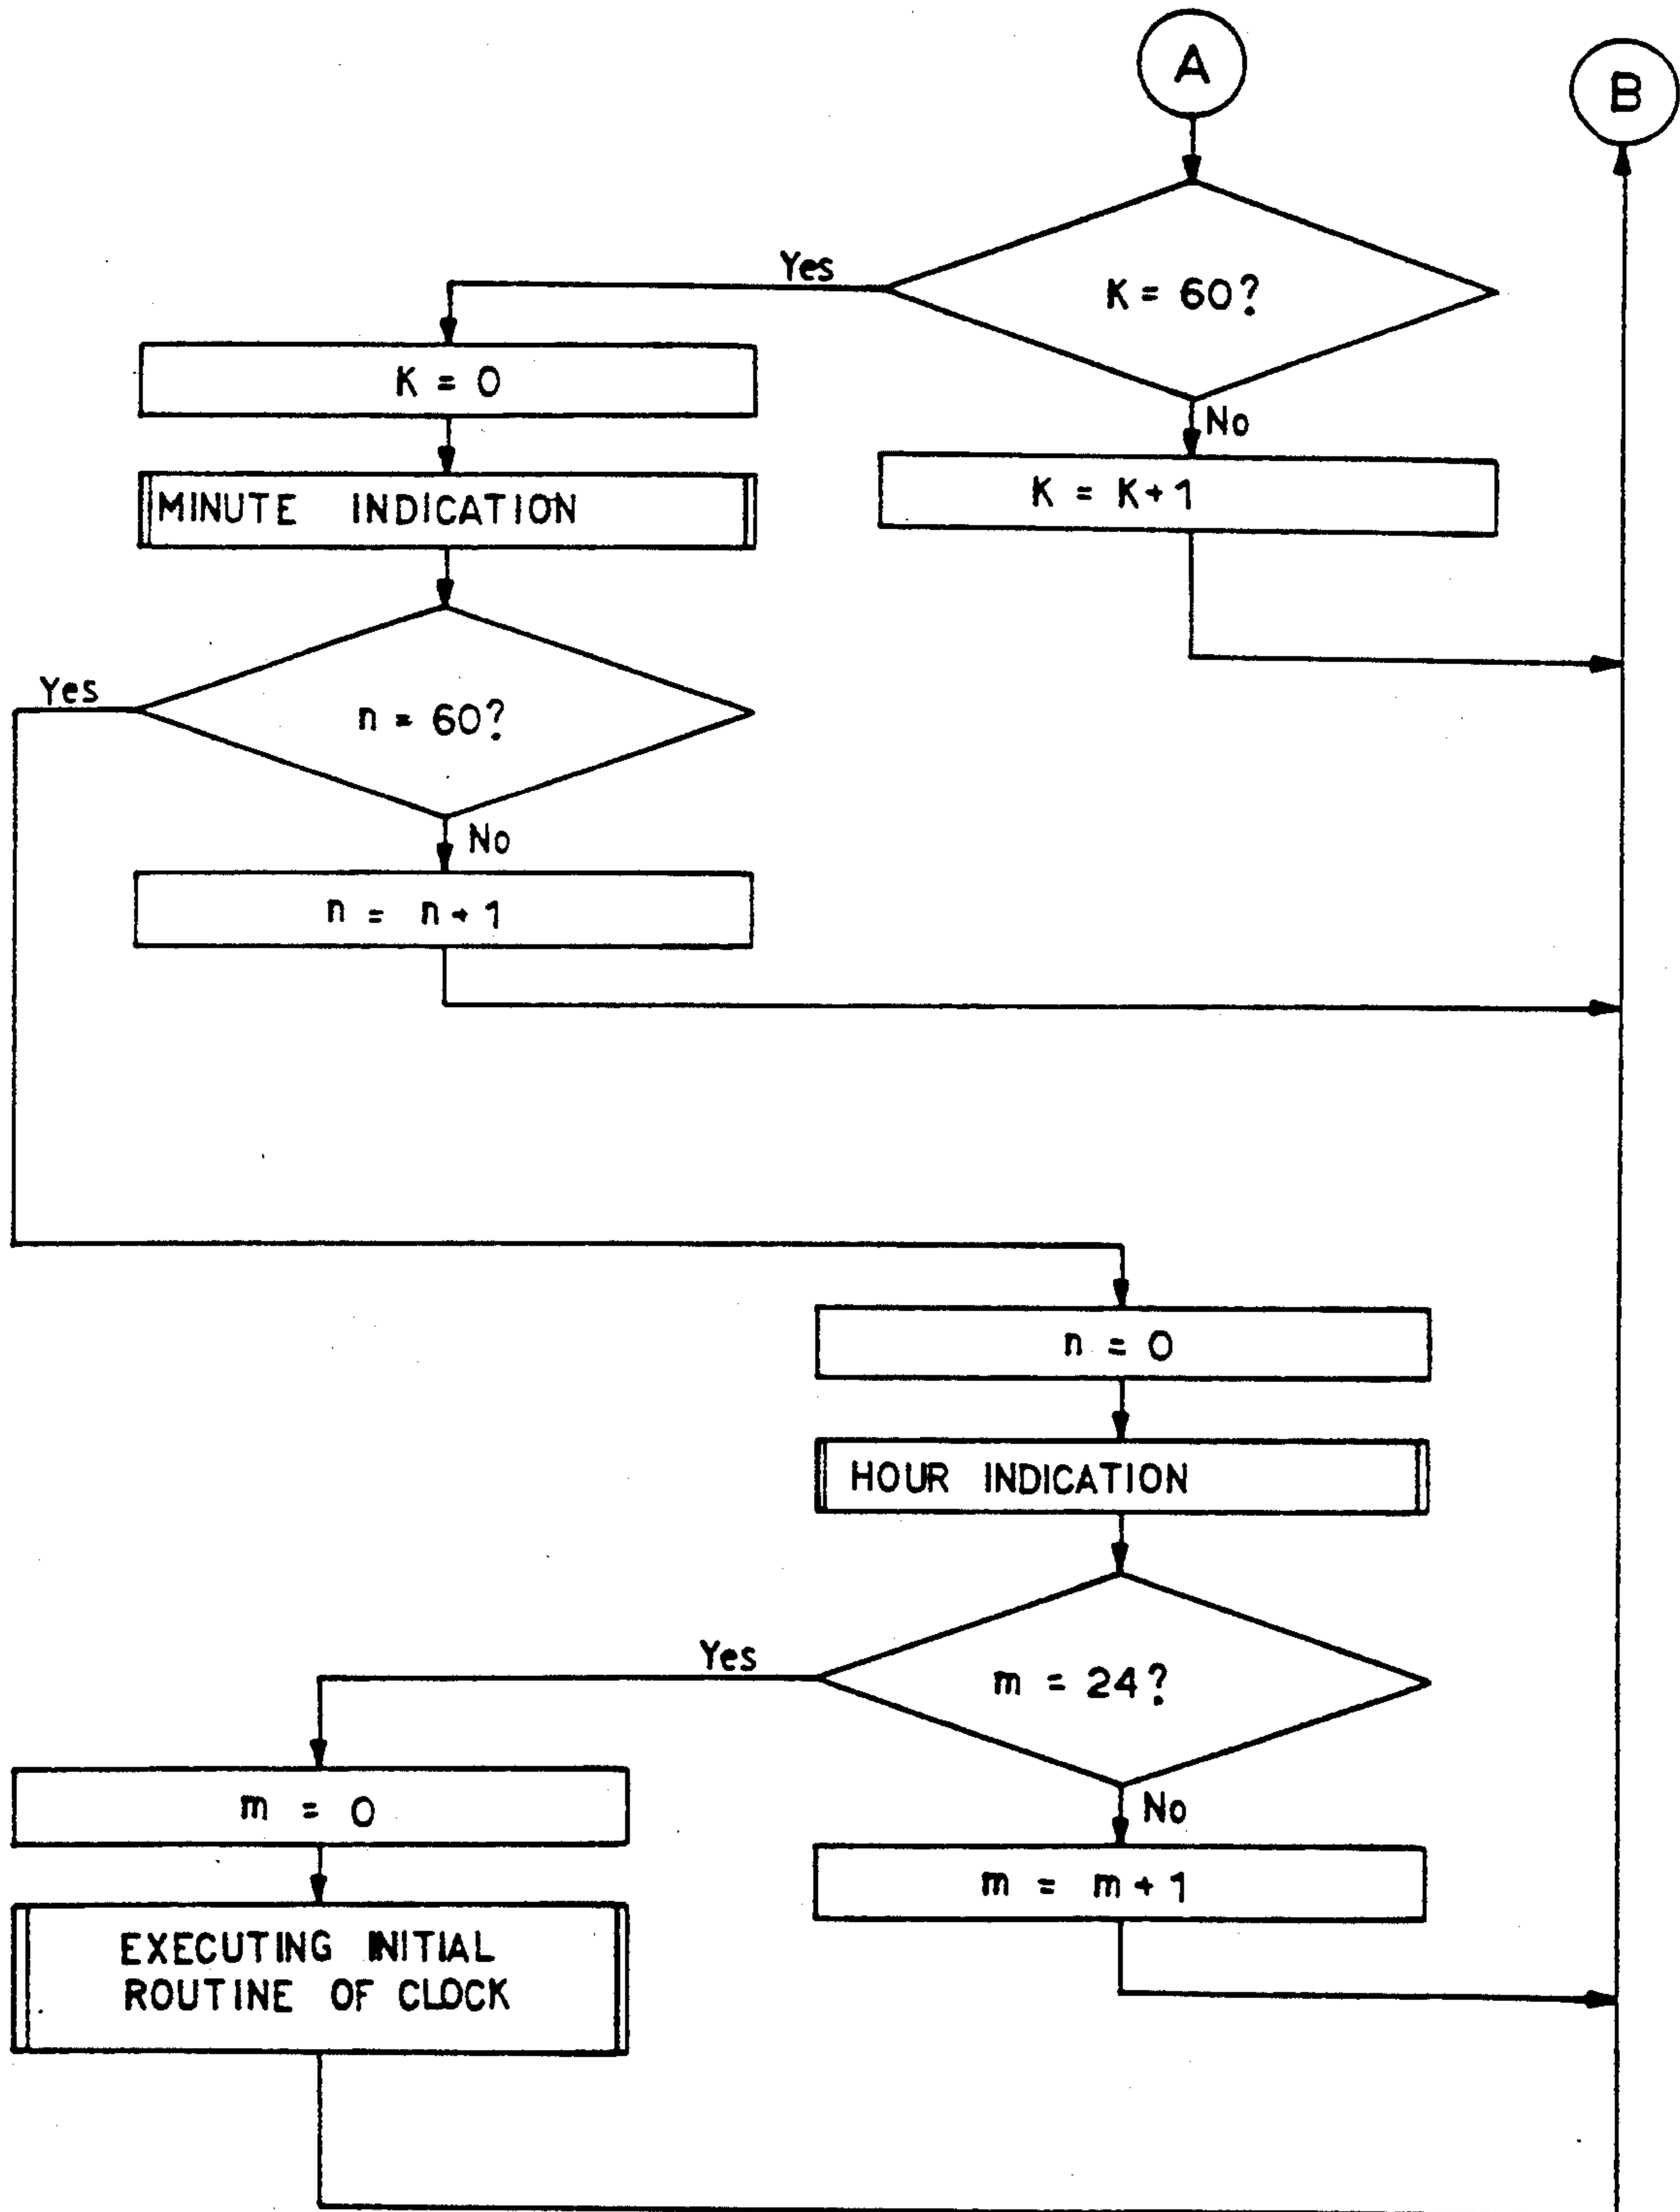 A
B
Yes
K = 60?
K = 0
No
MINUTE INDICATION
K = K+1
Yes
n = 60?
No
n = n+1
n = 0
HOUR INDICATION
Yes
m = 24?
m = 0
No
m = m+1
EXECUTING INITIAL
ROUTINE OF CLOCK